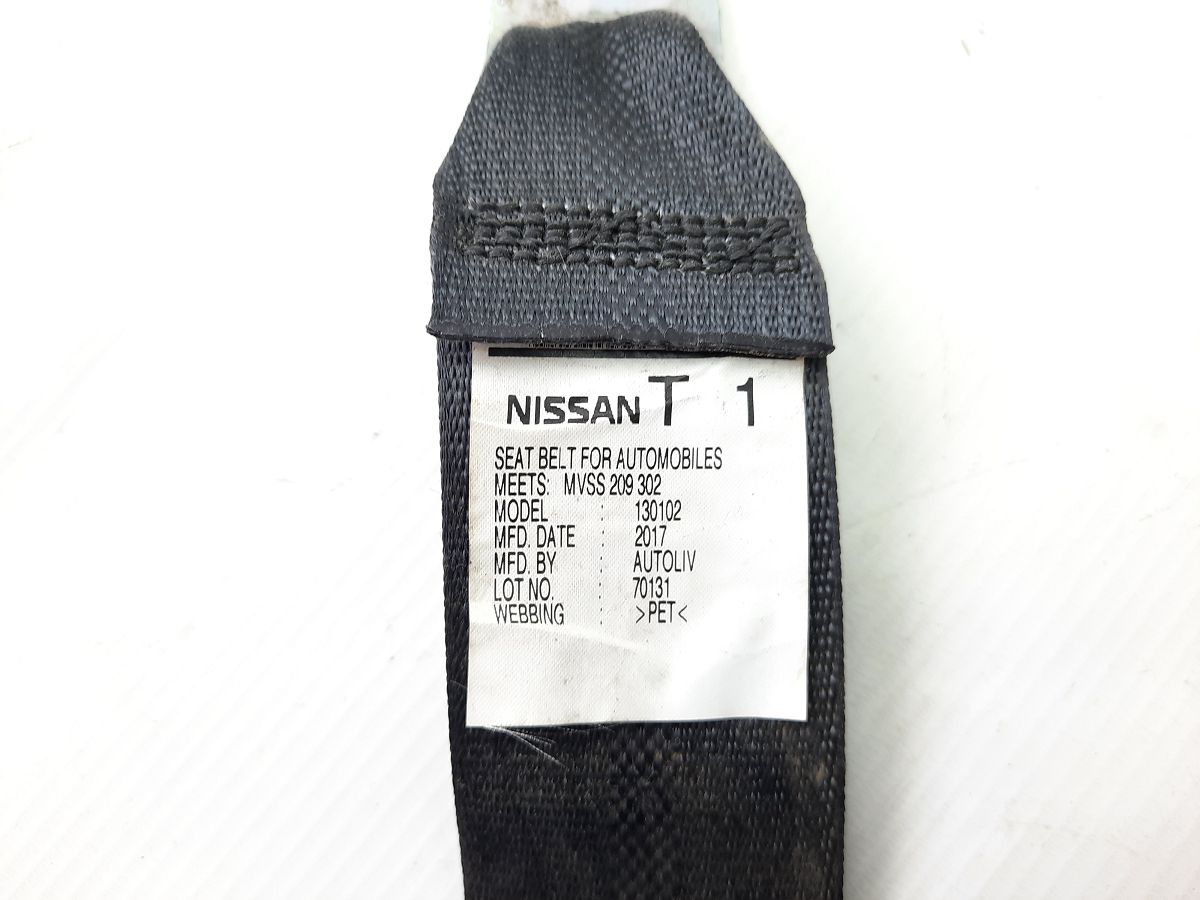 NISSAN T 1
SEAT BELT FOR AUTOMOBILES
MEETS: MVSS 209 302
MODEL : 130102
MFD. DATE : 2017
MFD. BY : AUTOLIV
LOT NO. : 70131
WEBBING : >PET<